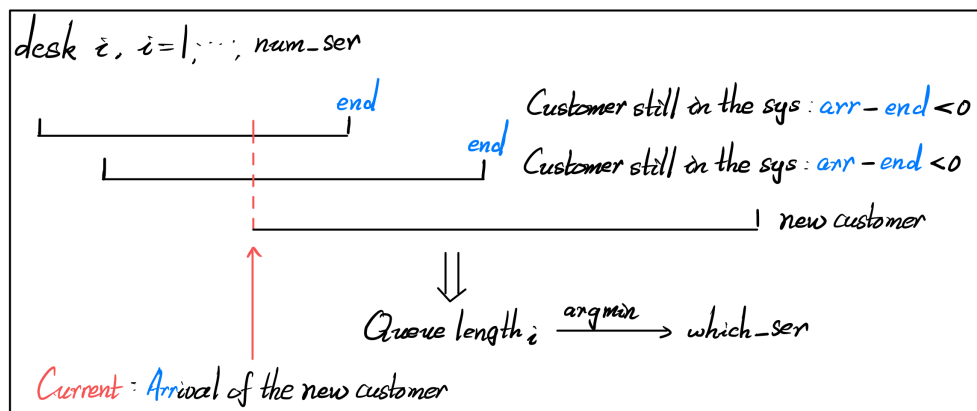 desk i, i=1,⋯, num_ser
end
Customer still in the sys: arr - end <0
end
Customer still in the sys: arr - end <0
new customer
⇓
Queue length i argmin → which_ser
Current: Arrival of the new customer